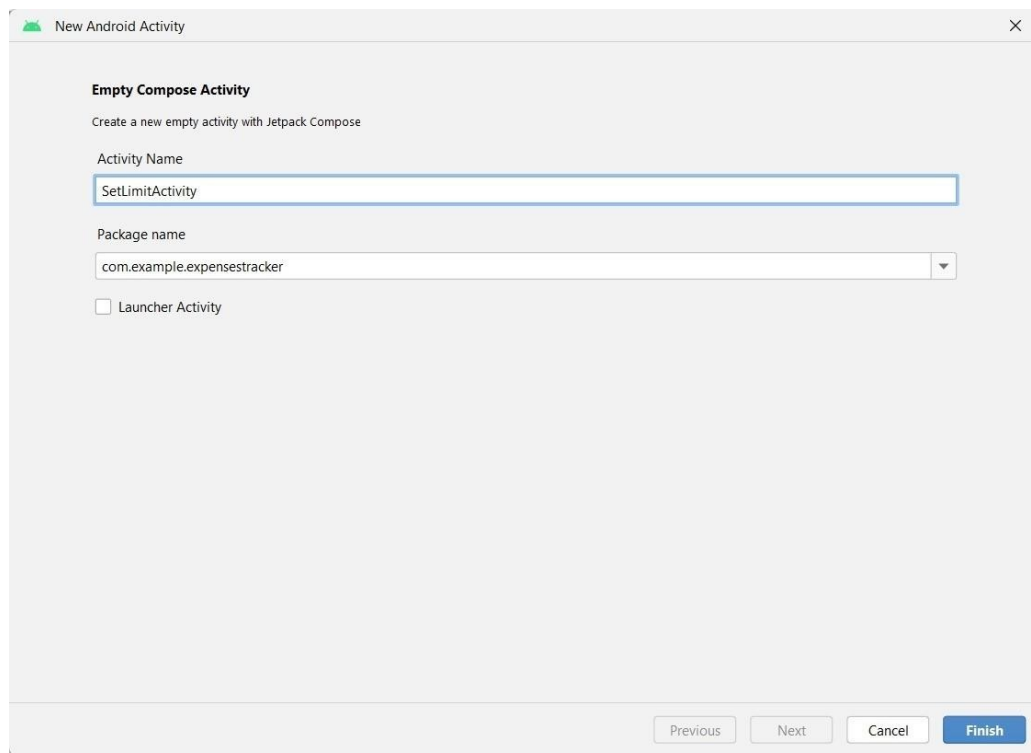 New Android Activity
Empty Compose Activity
Create a new empty activity with Jetpack Compose
Activity Name
SetLimitActivity
Package name
com.example.expensestracker
Launcher Activity
Previous Next Cancel Finish